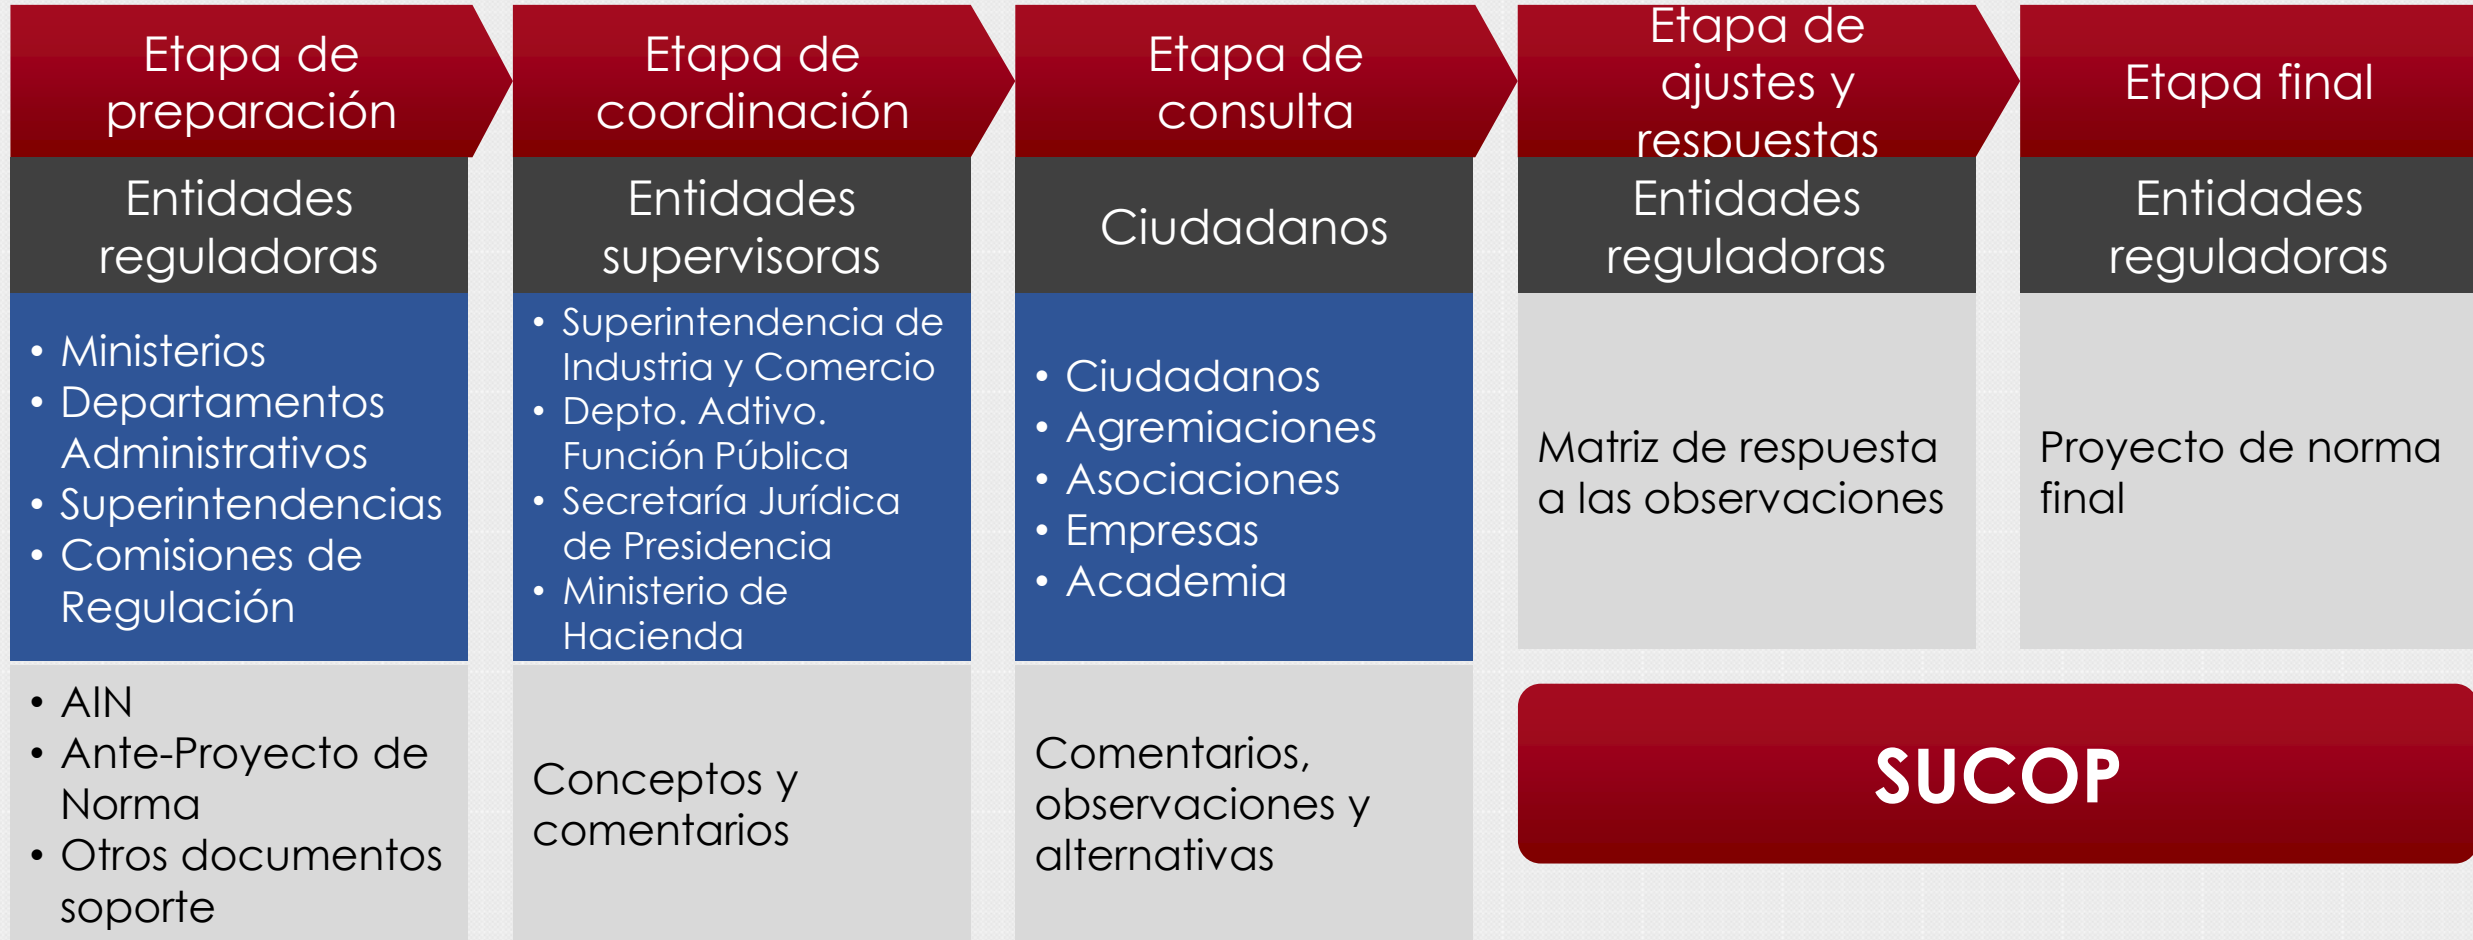 Etapa de
preparación
Entidades
reguladoras
• Ministerios
• Departamentos
Administrativos
• Superintendencias
• Comisiones de
Regulación
• AIN
• Ante-Proyecto de
Norma
• Otros documentos
soporte
Etapa de
coordinación
Entidades
supervisoras
• Superintendencia de
Industria y Comercio
• Depto. Adtivo.
Función Pública
• Secretaría Jurídica
de Presidencia
• Ministerio de
Hacienda
Conceptos y
comentarios
Etapa de
consulta
Ciudadanos
• Ciudadanos
• Agremiaciones
• Asociaciones
• Empresas
• Academia
Comentarios,
observaciones y
alternativas
Etapa de
ajustes y
respuestas
Entidades
reguladoras
Matriz de respuesta
a las observaciones
Etapa final
Entidades
reguladoras
Proyecto de norma
final
SUCOP